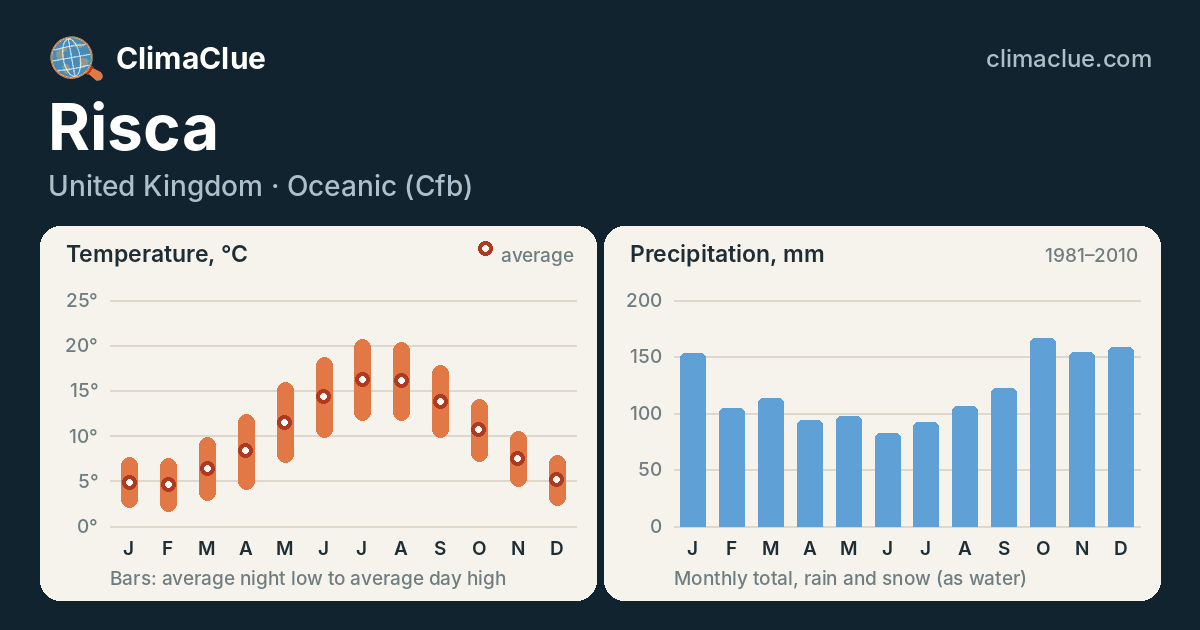 ClimaClue
climaclue.com
Risca
United Kingdom · Oceanic (Cfb)
Temperature, °C
average
25°
20°
15°
10°
5°
0°
J F M A M J J A S O N D
Bars: average night low to average day high
Precipitation, mm
1981–2010
200
150
100
50
0
J F M A M J J A S O N D
Monthly total, rain and snow (as water)